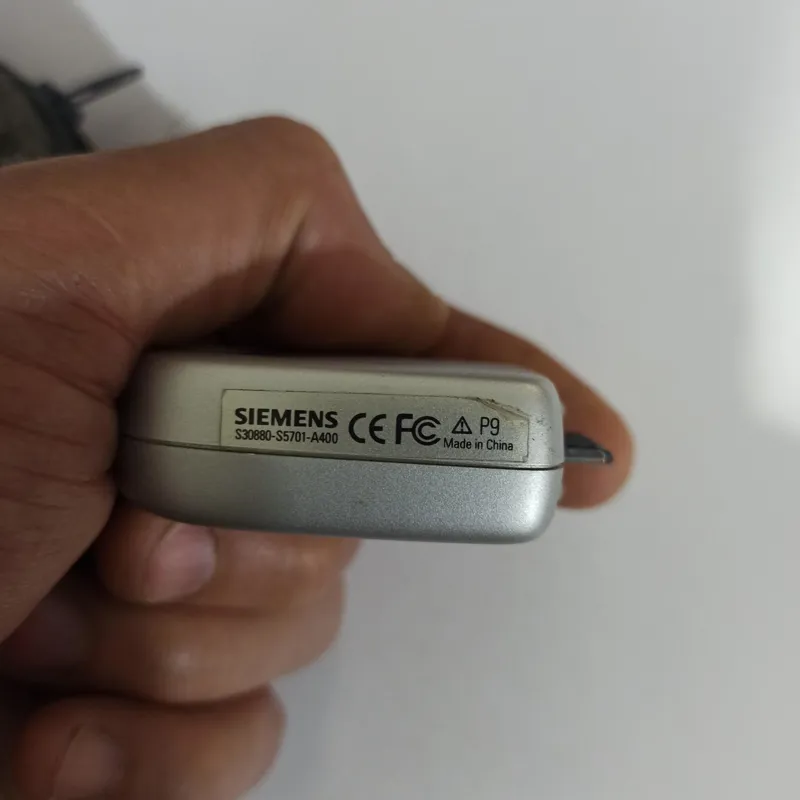 SIEMENS
S30880-S5701-A400
CE FC
⚠ P9
Made in China